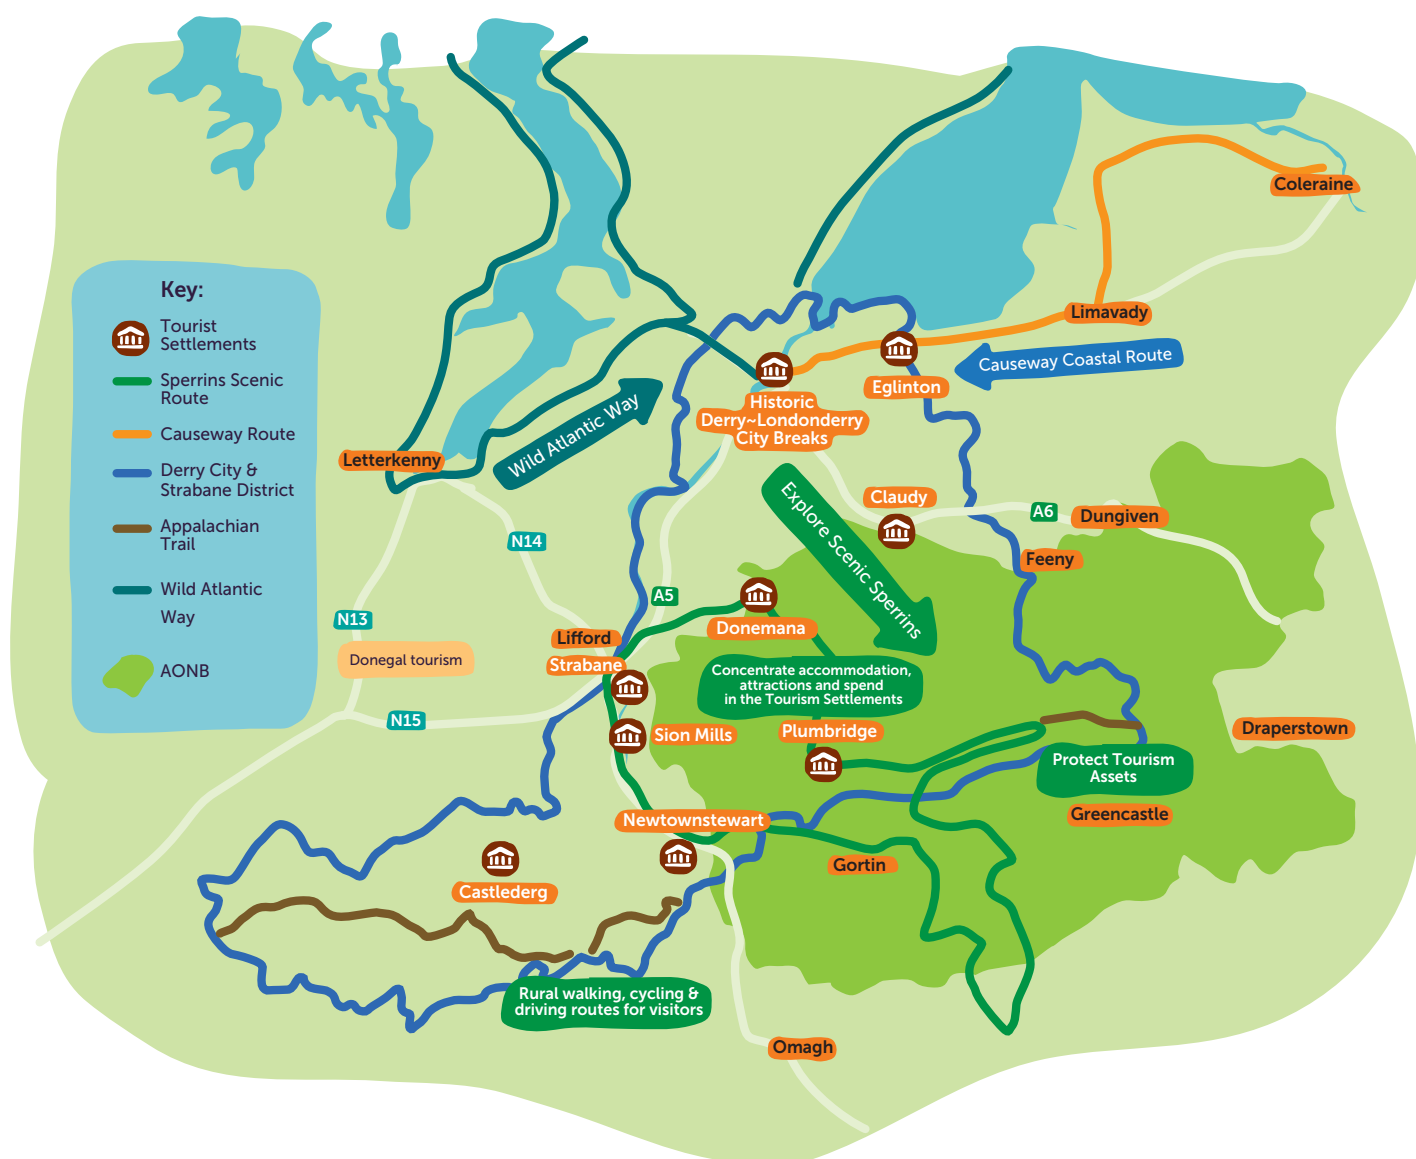 Key:
Tourist
Settlements
Sperrins Scenic
Route
Causeway Route
Derry City &
Strabane District
Appalachian
Trail
Wild Atlantic
Way
AONB
Coleraine
Limavady
Causeway Coastal Route
Eglinton
Historic
Derry~Londonderry
City Breaks
Wild Atlantic Way
Letterkenny
Explore Scenic Sperrins
Claudy
A6
Dungiven
N14
Feeny
A5
N13
Donemana
Lifford
Donegal tourism
Strabane
Concentrate accommodation,
attractions and spend
in the Tourism Settlements
N15
Sion Mills
Plumbridge
Draperstown
Protect Tourism
Assets
Newtownstewart
Greencastle
Gortin
Castlederg
Rural walking, cycling &
driving routes for visitors
Omagh